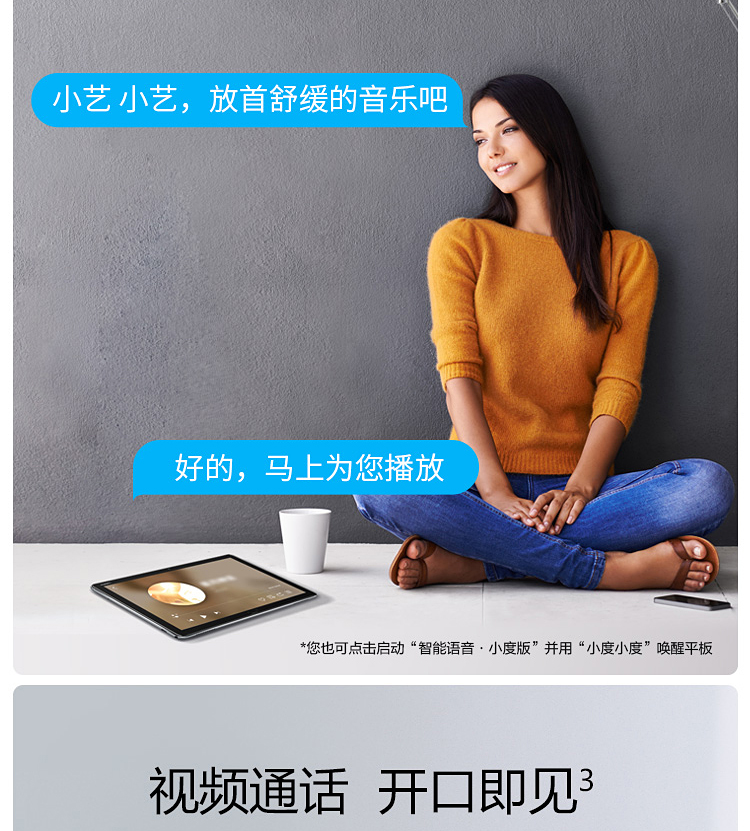 小艺 小艺，放首舒缓的音乐吧
好的，马上为您播放
*您也可点击启动“智能语音 · 小度版”并用“小度小度”唤醒平板
视频通话 开口即见3